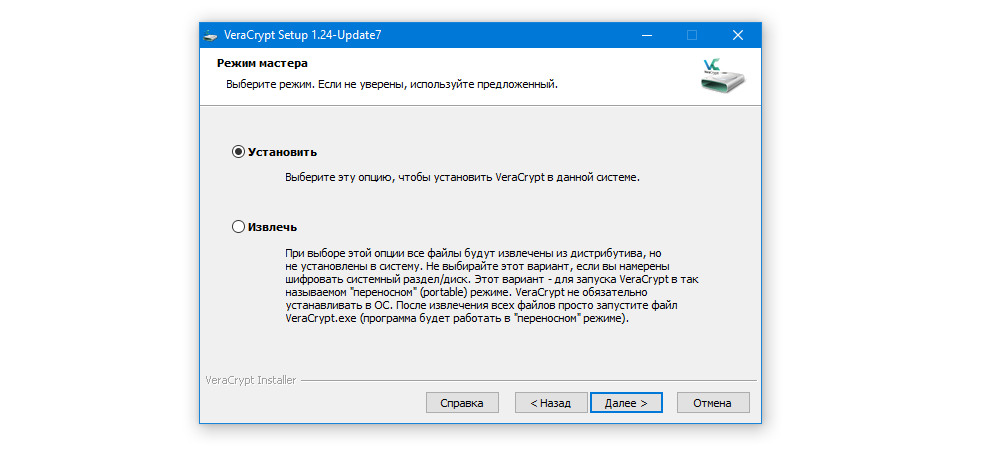 VeraCrypt Setup 1.24-Update7
Режим мастера
Выберите режим. Если не уверены, используйте предложенный.
VC
VeraCrypt
Установить
Выберите эту опцию, чтобы установить VeraCrypt в данной системе.
Извлечь
При выборе этой опции все файлы будут извлечены из дистрибутива, но
не установлены в систему. Не выбирайте этот вариант, если вы намерены
шифровать системный раздел/диск. Этот вариант - для запуска VeraCrypt в так
называемом "переносном" (portable) режиме. VeraCrypt не обязательно
устанавливать в ОС. После извлечения всех файлов просто запустите файл
VeraCrypt.exe (программа будет работать в "переносном" режиме).
VeraCrypt Installer
Справка
< Назад
Далее >
Отмена